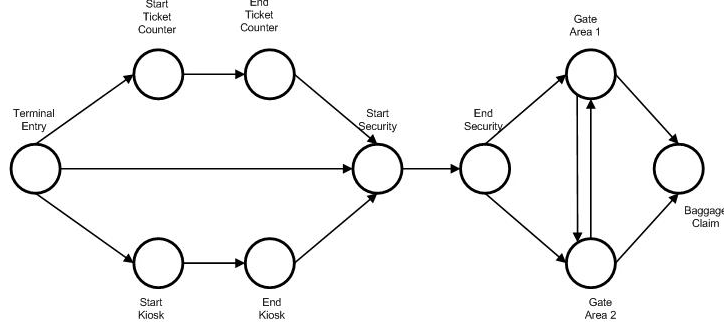 Start
Ticket
Counter
End
Ticket
Counter
Gate
Area 1
Terminal
Entry
Start
Security
End
Security
Baggage
Claim
Start
Kiosk
End
Kiosk
Gate
Area 2